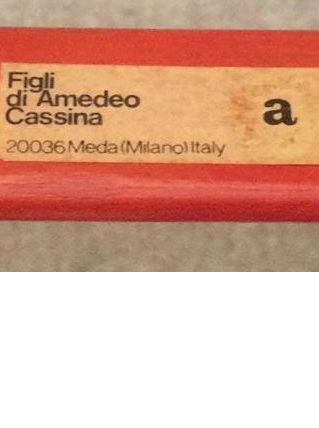 Figli
di Amedeo
Cassina
20036 Meda (Milano) Italy
a